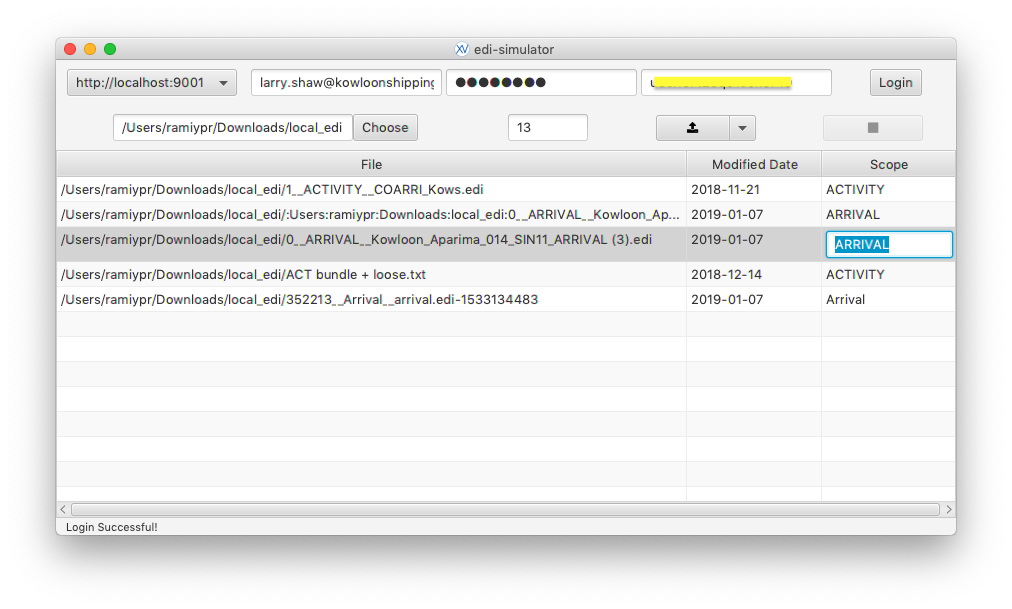 edi-simulator
http://localhost:9001 larry.shaw@kowloonshipping Login
/Users/ramiypr/Downloads/local_edi Choose 13
File Modified Date Scope
/Users/ramiypr/Downloads/local_edi/1__ACTIVITY__COARRI_Kows.edi 2018-11-21 ACTIVITY
/Users/ramiypr/Downloads/local_edi/:Users:ramiypr:Downloads:local_edi:0__ARRIVAL__Kowloon_Ap... 2019-01-07 ARRIVAL
/Users/ramiypr/Downloads/local_edi/0__ARRIVAL__Kowloon_Aparima_014_SIN11_ARRIVAL (3).edi 2019-01-07 ARRIVAL
/Users/ramiypr/Downloads/local_edi/ACT bundle + loose.txt 2018-12-14 ACTIVITY
/Users/ramiypr/Downloads/local_edi/352213__Arrival__arrival.edi-1533134483 2019-01-07 Arrival
Login Successful!